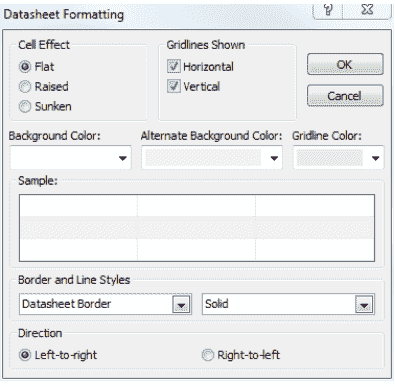 Datasheet Formatting
?
Cell Effect
Flat
Raised
Sunken
Gridlines Shown
Horizontal
Vertical
OK
Cancel
Background Color:
Alternate Background Color:
Gridline Color:
Sample:
Border and Line Styles
Datasheet Border
Solid
Direction
Left-to-right
Right-to-left